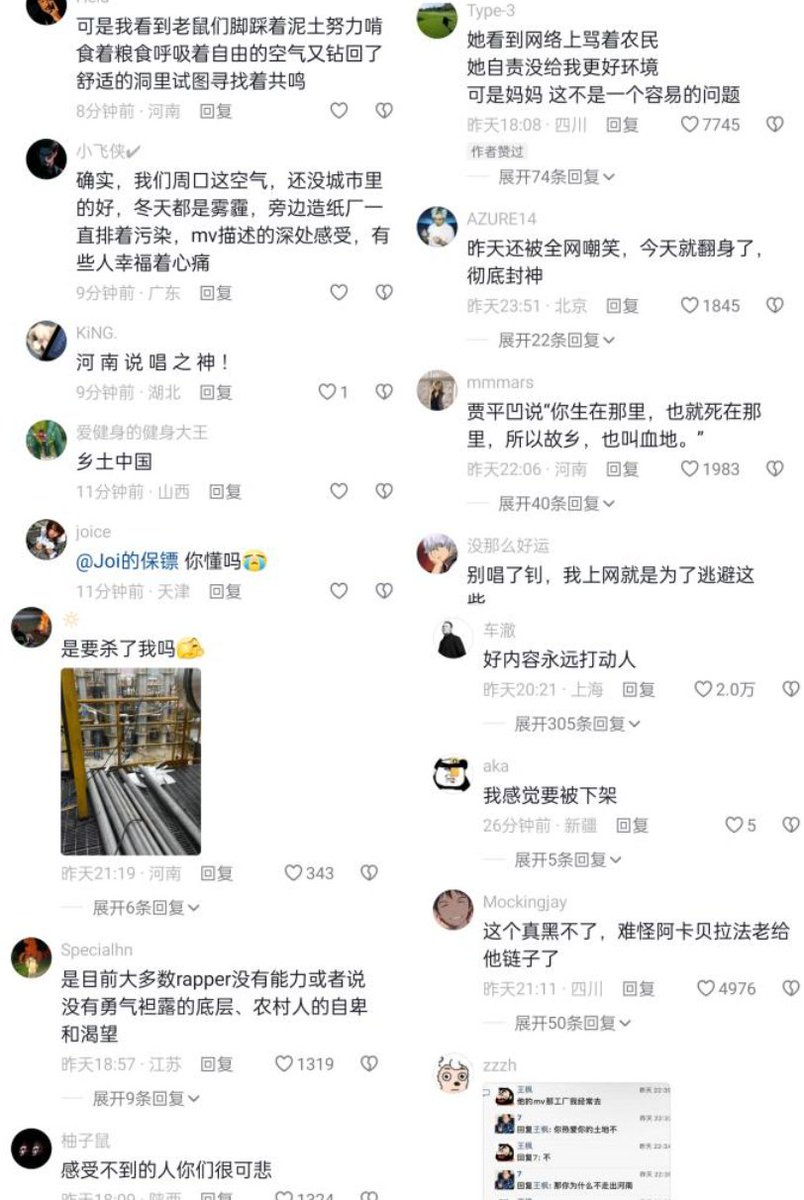 可是我看到老鼠们脚踩着泥土努力啃
食着粮食呼吸着自由的空气又钻回了
舒适的洞里试图寻找着共鸣
8分钟前·河南 回复
小飞侠✔
确实，我们周口这空气，还没城市里
的好，冬天都是雾霾，旁边造纸厂一
直排着污染，mv描述的深处感受，有
些人幸福着心痛
9分钟前·广东 回复
KiNG.
河 南 说 唱 之 神！
9分钟前·湖北 回复 1
爱健身的健身大王
乡土中国
11分钟前·山西 回复
joice
@Joi的保镖 你懂吗😭
11分钟前·天津 回复
是要杀了我吗
昨天21:19·河南 回复 343
展开6条回复
Specialhn
是目前大多数rapper没有能力或者说
没有勇气袒露的底层、农村人的自卑
和渴望
昨天18:57·江苏 回复 1319
展开9条回复
柚子鼠
感受不到的人你们很可悲
昨天18:09·陕西 回复 1324
Type-3
她看到网络上骂着农民
她自责没给我更好环境
可是妈妈 这不是一个容易的问题
昨天18:08·四川 回复 7745
作者赞过
展开74条回复
AZURE14
昨天还被全网嘲笑，今天就翻身了，
彻底封神
昨天23:51·北京 回复 1845
展开22条回复
mmmars
贾平凹说“你生在那里，也就死在那
里，所以故乡，也叫血地。”
昨天22:06·河南 回复 1983
展开40条回复
没那么好运
别唱了钊，我上网就是为了逃避这
些
车澈
好内容永远打动人
昨天20:21·上海 回复 2.0万
展开305条回复
aka
我感觉要被下架
26分钟前·新疆 回复 5
展开5条回复
Mockingjay
这个真黑不了，难怪阿卡贝拉法老给
他链子了
昨天21:11·四川 回复 4976
展开50条回复
zzzh
王枫
他的mv那工厂我经常去
7
回复王枫: 你热爱你的土地不
王枫
回复7: 不
7
回复王枫: 那你为什么不走出河南